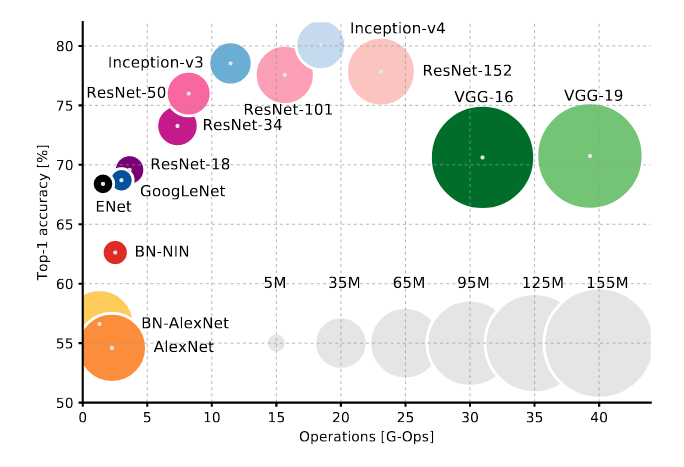 Inception-v4
80
Inception-v3
ResNet-152
ResNet-50
VGG-16
VGG-19
75
ResNet-101
ResNet-34
70
ResNet-18
GoogLeNet
ENet
65
BN-NIN
60
5M
35M
65M
95M
125M
155M
BN-AlexNet
AlexNet
55
50
0
5
10
15
20
25
30
35
40
Operations [G-Ops]
Top-1 accuracy [%]